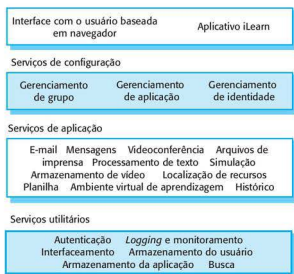 Interface com o usuário baseada Aplicativo iLearn
em navegador
Serviços de configuração
Gerenciamento Gerenciamento Gerenciamento
de grupo de aplicação de identidade
Serviços de aplicação
E-mail Mensagens Videoconferência Arquivos de
imprensa Processamento de texto Simulação
Armazenamento de vídeo Localização de recursos
Planilha Ambiente virtual de aprendizagem Histórico
Serviços utilitários
Autenticação Logging e monitoramento
Interfaceamento Armazenamento do usuário
Armazenamento da aplicação Busca